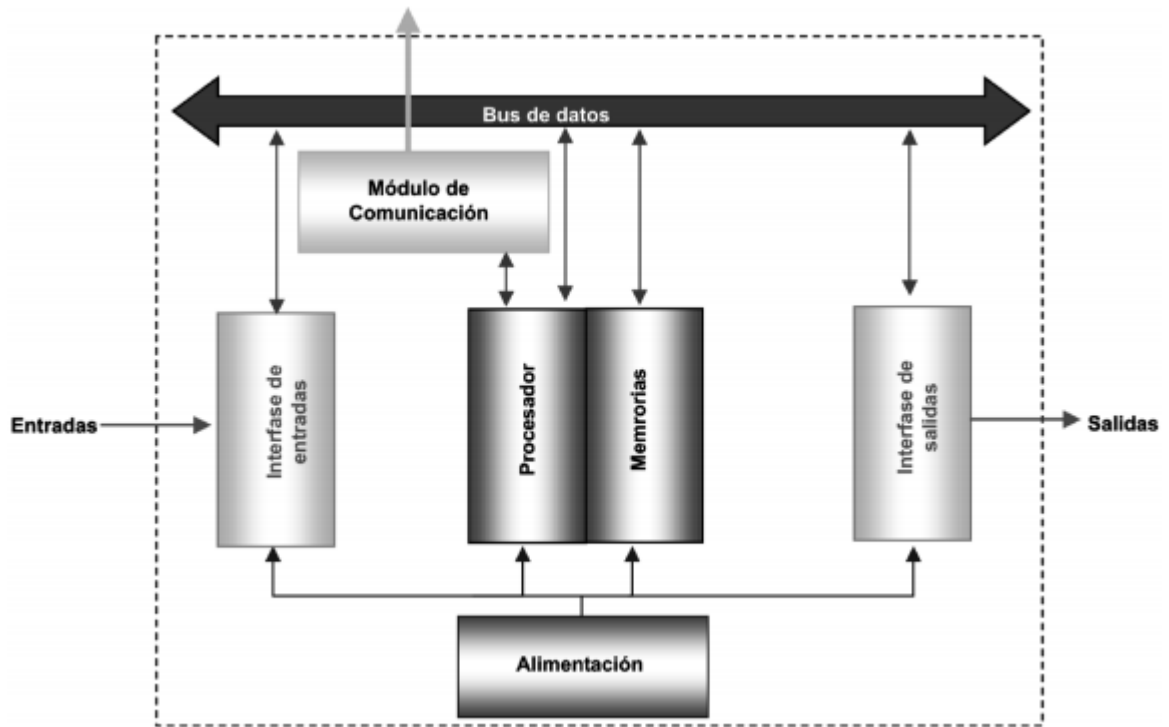 Bus de datos
Módulo de
Comunicación
Entradas
Interfase de
entradas
Procesador
Memrorias
Interfase de
salidas
Salidas
Alimentación